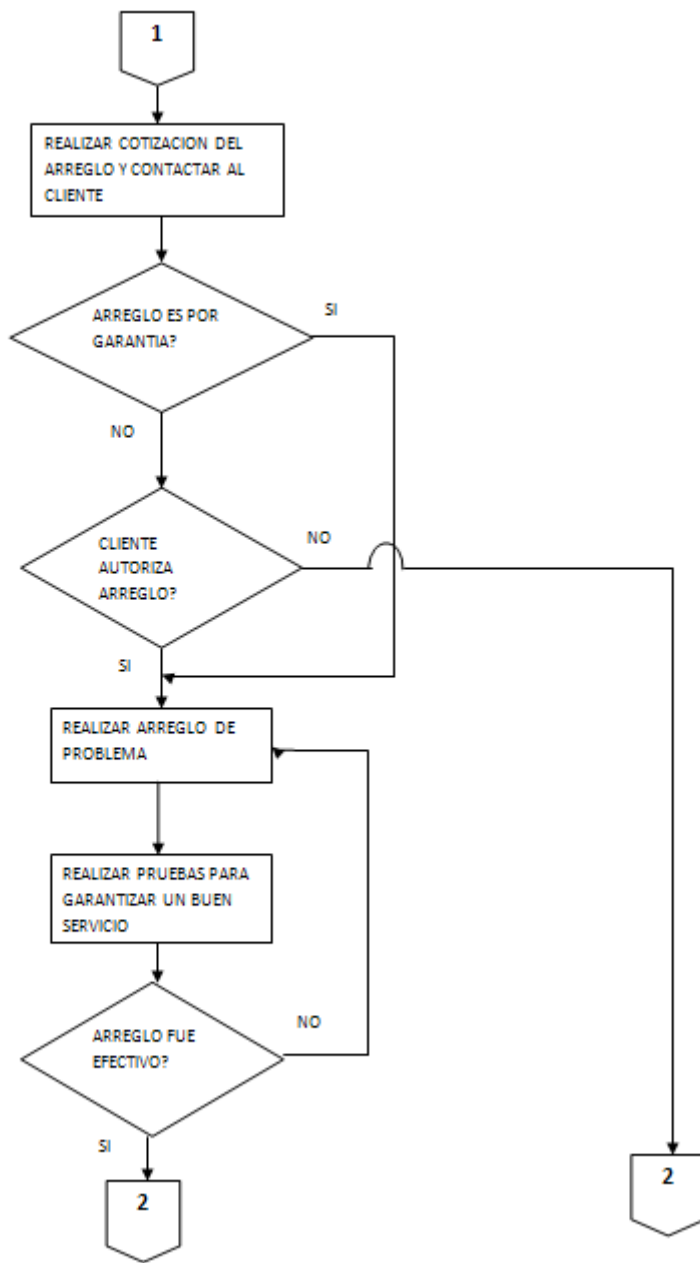 1
REALIZAR COTIZACION DEL
ARREGLO Y CONTACTAR AL
CLIENTE
ARREGLO ES POR
GARANTIA?
SI
NO
CLIENTE
AUTORIZA
ARREGLO?
NO
SI
REALIZAR ARREGLO DE
PROBLEMA
REALIZAR PRUEBAS PARA
GARANTIZAR UN BUEN
SERVICIO
ARREGLO FUE
EFECTIVO?
NO
SI
2
2